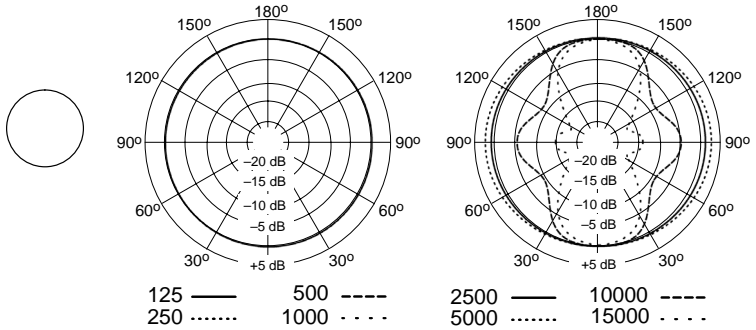 180º 180º
150º 150º 150º 150º
120º 120º 120º 120º
90º 90º 90º 90º
–20 dB –20 dB
–15 dB –15 dB
60º –10 dB 60º 60º –10 dB 60º
–5 dB –5 dB
30º 30º 30º 30º
+5 dB +5 dB
125 500 2500 10000
250 1000 5000 15000